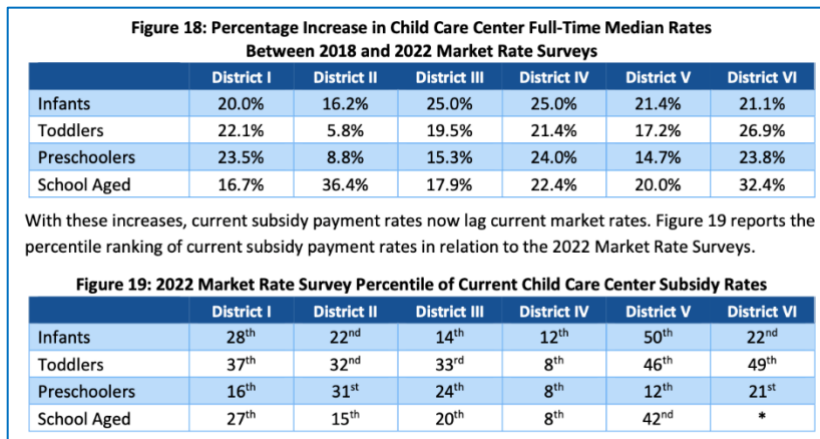 Figure 18: Percentage Increase in Child Care Center Full-Time Median Rates
Between 2018 and 2022 Market Rate Surveys
District I District II District III District IV District V District VI
Infants 20.0% 16.2% 25.0% 25.0% 21.4% 21.1%
Toddlers 22.1% 5.8% 19.5% 21.4% 17.2% 26.9%
Preschoolers 23.5% 8.8% 15.3% 24.0% 14.7% 23.8%
School Aged 16.7% 36.4% 17.9% 22.4% 20.0% 32.4%
With these increases, current subsidy payment rates now lag current market rates. Figure 19 reports the
percentile ranking of current subsidy payment rates in relation to the 2022 Market Rate Surveys.
Figure 19: 2022 Market Rate Survey Percentile of Current Child Care Center Subsidy Rates
District I District II District III District IV District V District VI
Infants 28th 22nd 14th 12th 50th 22nd
Toddlers 37th 32nd 33rd 8th 46th 49th
Preschoolers 16th 31st 24th 8th 12th 21st
School Aged 27th 15th 20th 8th 42nd *